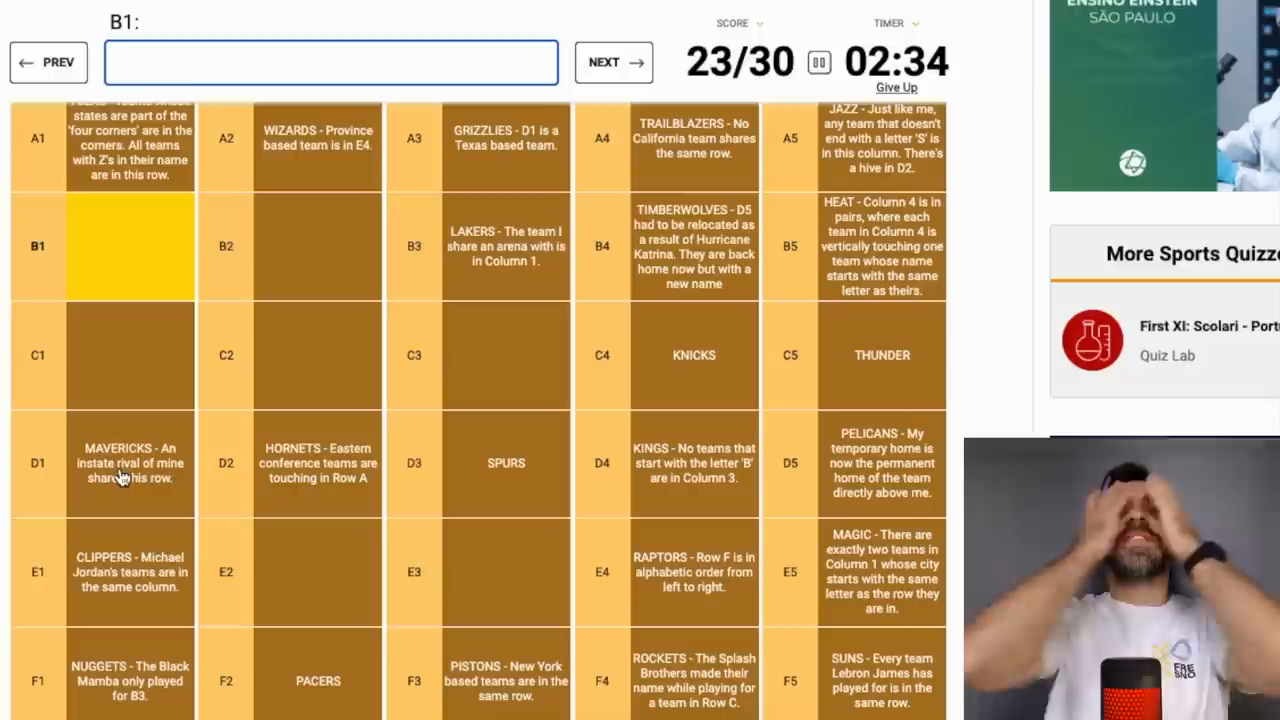 ENSINO EINSTEIN
SÃO PAULO
B1:
← PREV
NEXT →
SCORE
23/30
TIMER
02:34
Give Up
A1
states are part of the
'four corners' are in the
corners. All teams
with Z's in their name
are in this row.
A2
WIZARDS - Province
based team is in E4.
A3
GRIZZLIES - D1 is a
Texas based team.
A4
TRAILBLAZERS - No
California team shares
the same row.
A5
JAZZ - Just like me,
any team that doesn't
end with a letter 'S' is
in this column. There's
a hive in D2.
B1
B2
B3
LAKERS - The team I
share an arena with is
in Column 1.
B4
TIMBERWOLVES - D5
had to be relocated as
a result of Hurricane
Katrina. They are back
home now but with a
new name
B5
HEAT - Column 4 is in
pairs, where each
team in Column 4 is
vertically touching one
team whose name
starts with the same
letter as theirs.
C1
C2
C3
C4
KNICKS
C5
THUNDER
D1
MAVERICKS - An
instate rival of mine
shares this row.
D2
HORNETS - Eastern
conference teams are
touching in Row A
D3
SPURS
D4
KINGS - No teams that
start with the letter 'B'
are in Column 3.
D5
PELICANS - My
temporary home is
now the permanent
home of the team
directly above me.
E1
CLIPPERS - Michael
Jordan's teams are in
the same column.
E2
E3
E4
RAPTORS - Row F is in
alphabetic order from
left to right.
E5
MAGIC - There are
exactly two teams in
Column 1 whose city
starts with the same
letter as the row they
are in.
F1
NUGGETS - The Black
Mamba only played
for B3.
F2
PACERS
F3
PISTONS - New York
based teams are in the
same row.
F4
ROCKETS - The Splash
Brothers made their
name while playing for
a team in Row C.
F5
SUNS - Every team
Lebron James has
played for is in the
same row.
More Sports Quizze
First XI: Scolari - Port
Quiz Lab
FRE
SNO